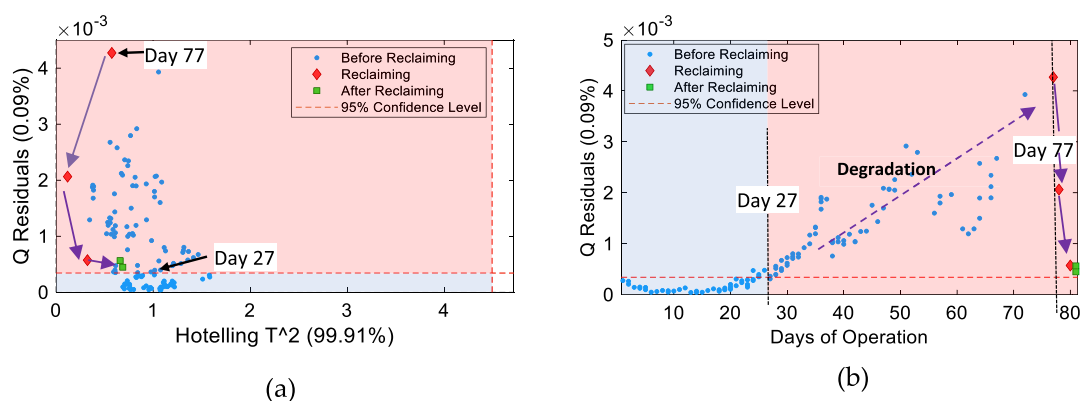 ×10⁻³
4
3
2
1
0
Q Residuals (0.09%)
Day 77
Before Reclaiming
Reclaiming
After Reclaiming
95% Confidence Level
Day 27
0 1 2 3 4
Hotelling T^2 (99.91%)
(a)
×10⁻³
5
4
3
2
1
0
Q Residuals (0.09%)
Before Reclaiming
Reclaiming
After Reclaiming
95% Confidence Level
Degradation
Day 77
Day 27
10 20 30 40 50 60 70 80
Days of Operation
(b)